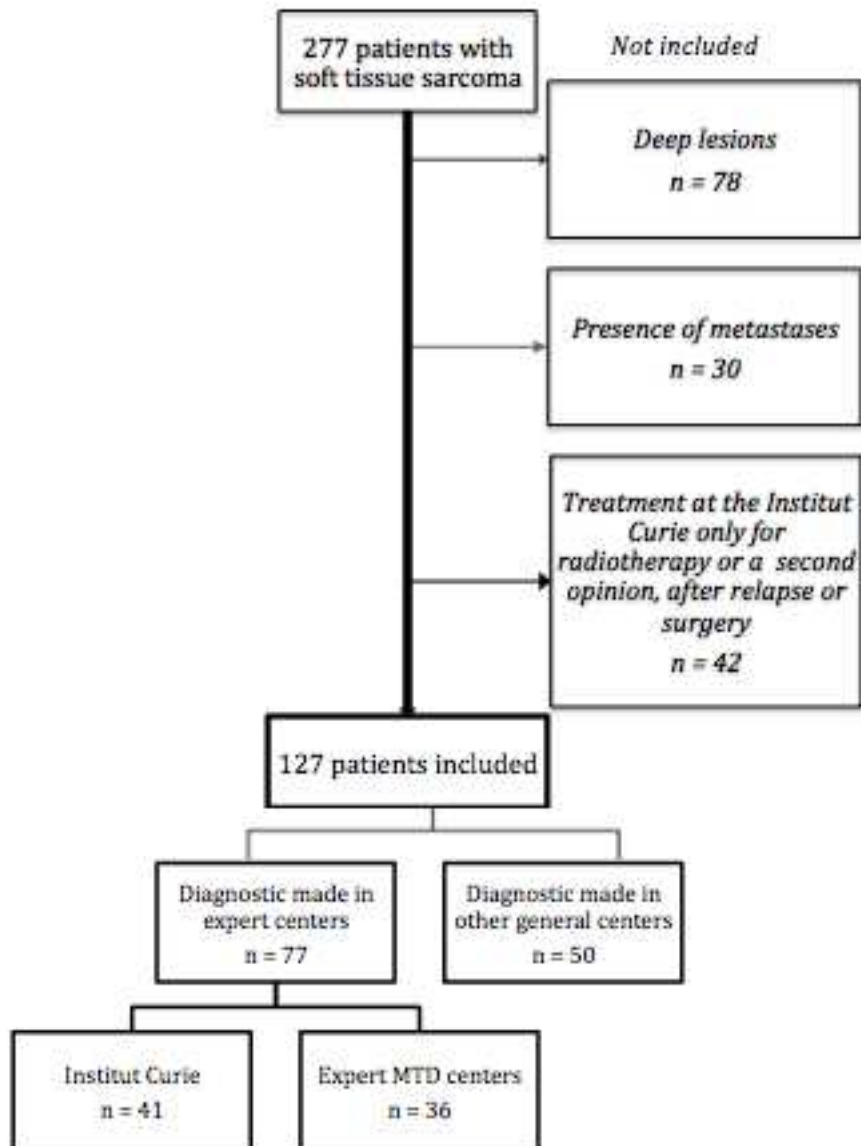 277 patients with
soft tissue sarcoma
Not included
Deep lesions
n = 78
Presence of metastases
n = 30
Treatment at the Institut
Curie only for
radiotherapy or a second
opinion, after relapse or
surgery
n = 42
127 patients included
Diagnostic made in
expert centers
n = 77
Diagnostic made in
other general centers
n = 50
Institut Curie
n = 41
Expert MTD centers
n = 36